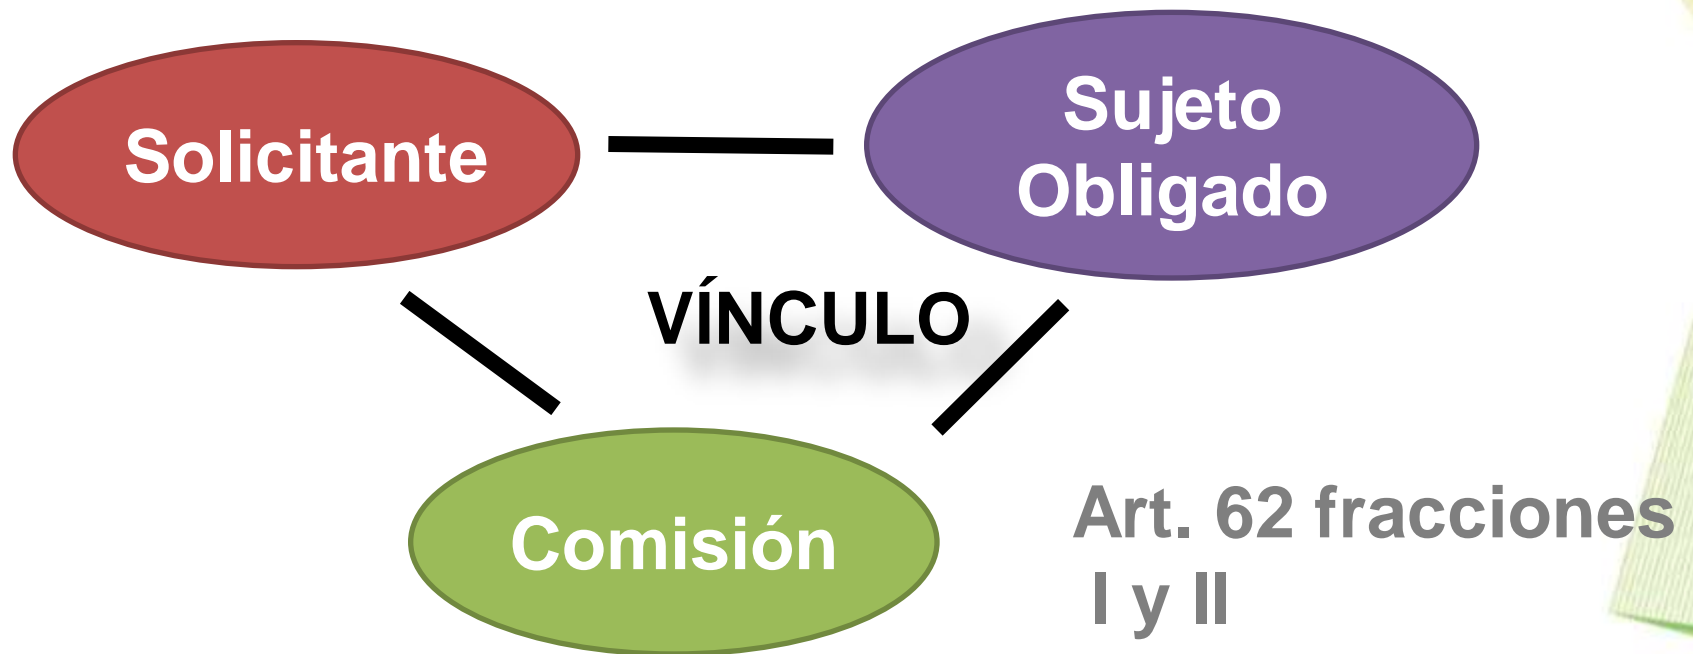 Solicitante
Sujeto
Obligado
VÍNCULO
Comisión
Art. 62 fracciones
I y II